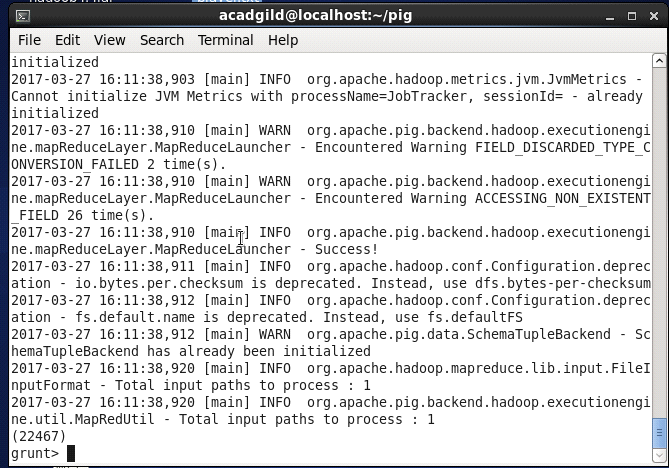 acadgild@localhost:~/pig
File Edit View Search Terminal Help
initialized
2017-03-27 16:11:38,903 [main] INFO  org.apache.hadoop.metrics.jvm.JvmMetrics -
Cannot initialize JVM Metrics with processName=JobTracker, sessionId= - already
initialized
2017-03-27 16:11:38,910 [main] WARN  org.apache.pig.backend.hadoop.executionengi
ne.mapReduceLayer.MapReduceLauncher - Encountered Warning FIELD_DISCARDED_TYPE_C
ONVERSION_FAILED 2 time(s).
2017-03-27 16:11:38,910 [main] WARN  org.apache.pig.backend.hadoop.executionengi
ne.mapReduceLayer.MapReduceLauncher - Encountered Warning ACCESSING_NON_EXISTENT
_FIELD 26 time(s).
2017-03-27 16:11:38,910 [main] INFO  org.apache.pig.backend.hadoop.executionengi
ne.mapReduceLayer.MapReduceLauncher - Success!
2017-03-27 16:11:38,911 [main] INFO  org.apache.hadoop.conf.Configuration.deprec
ation - io.bytes.per.checksum is deprecated. Instead, use dfs.bytes-per-checksum
2017-03-27 16:11:38,912 [main] INFO  org.apache.hadoop.conf.Configuration.deprec
ation - fs.default.name is deprecated. Instead, use fs.defaultFS
2017-03-27 16:11:38,912 [main] WARN  org.apache.pig.data.SchemaTupleBackend - Sc
hemaTupleBackend has already been initialized
2017-03-27 16:11:38,920 [main] INFO  org.apache.hadoop.mapreduce.lib.input.FileI
nputFormat - Total input paths to process : 1
2017-03-27 16:11:38,920 [main] INFO  org.apache.pig.backend.hadoop.executionengi
ne.util.MapRedUtil - Total input paths to process : 1
(22467)
grunt>